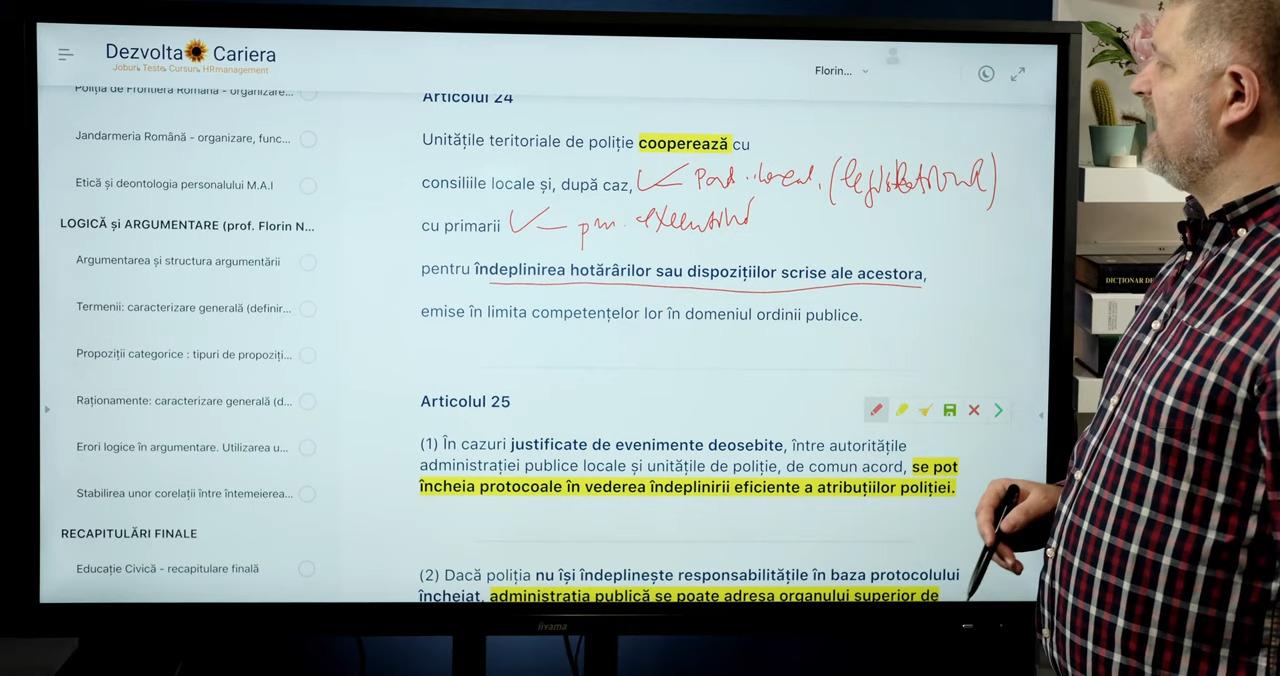 Dezvolta Cariera
Joburi, Teste, Cursuri, HRmanagement
Florin...
Poliția de Frontieră Română - organizare...
Jandarmeria Română - organizare, func...
Etică și deontologia personalului M.A.I
LOGICĂ și ARGUMENTARE (prof. Florin N...
Argumentarea și structura argumentării
Termenii: caracterizare generală (definir...
Propoziții categorice : tipuri de propoziți...
Raționamente: caracterizare generală (d...
Erori logice în argumentare. Utilizarea u...
Stabilirea unor corelații între întemeierea...
RECAPITULĂRI FINALE
Educație Civică - recapitulare finală
Articolul 24
Unitățile teritoriale de poliție cooperează cu
consiliile locale și, după caz,
cu primarii
pentru îndeplinirea hotărârilor sau dispozițiilor scrise ale acestora,
emise în limita competențelor lor în domeniul ordinii publice.
Articolul 25
(1) În cazuri justificate de evenimente deosebite, între autoritățile
administrației publice locale și unitățile de poliție, de comun acord, se pot
încheia protocoale în vederea îndeplinirii eficiente a atribuțiilor poliției.
(2) Dacă poliția nu își îndeplinește responsabilitățile în baza protocolului
încheiat, administrația publică se poate adresa organului superior de
iiyama
DICȚIONAR DE